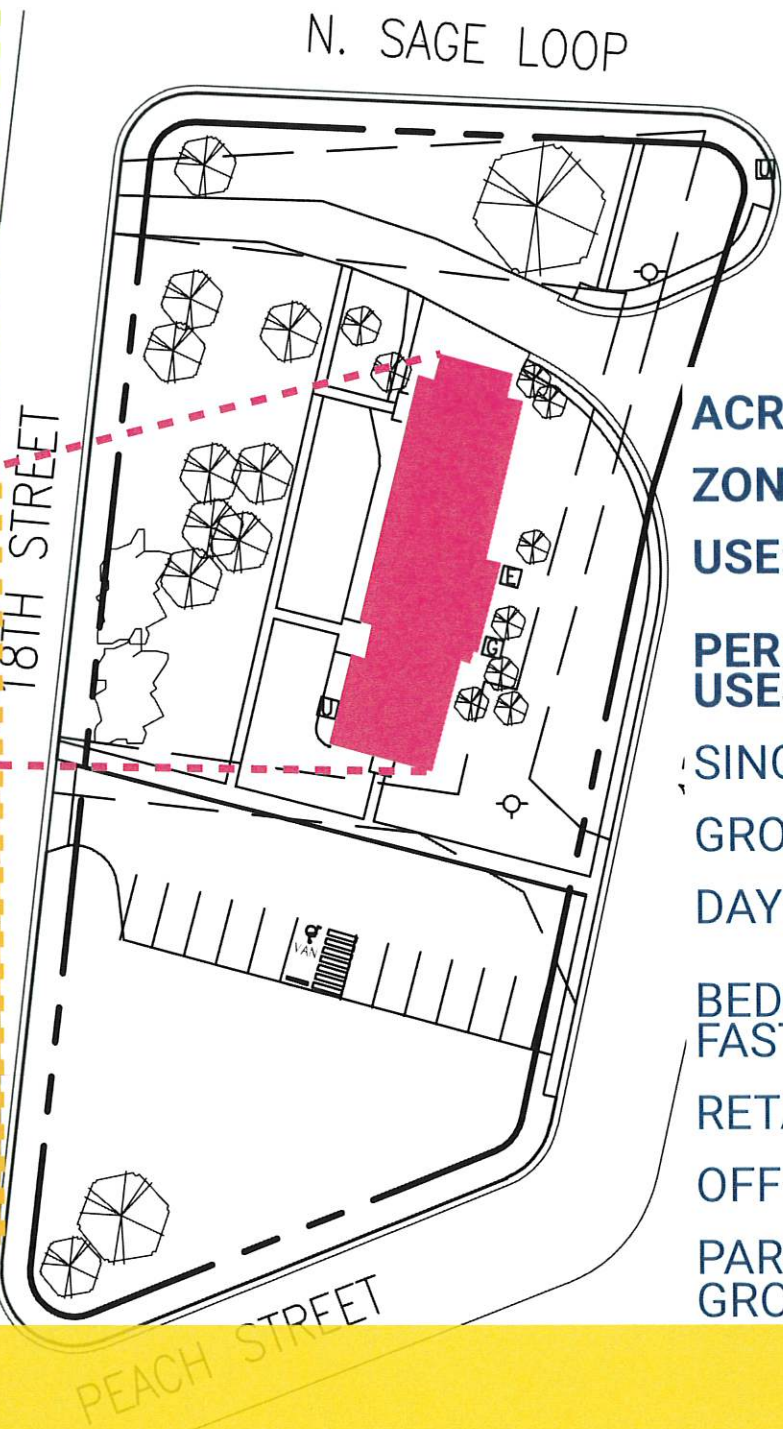 N. SAGE LOOP
U
18TH STREET
E
G
U
VAN
PEACH STREET
ACR
ZON
USE
PER
USE
SING
GRO
DAY
BED
FAST
RETA
OFF
PAR
GRO